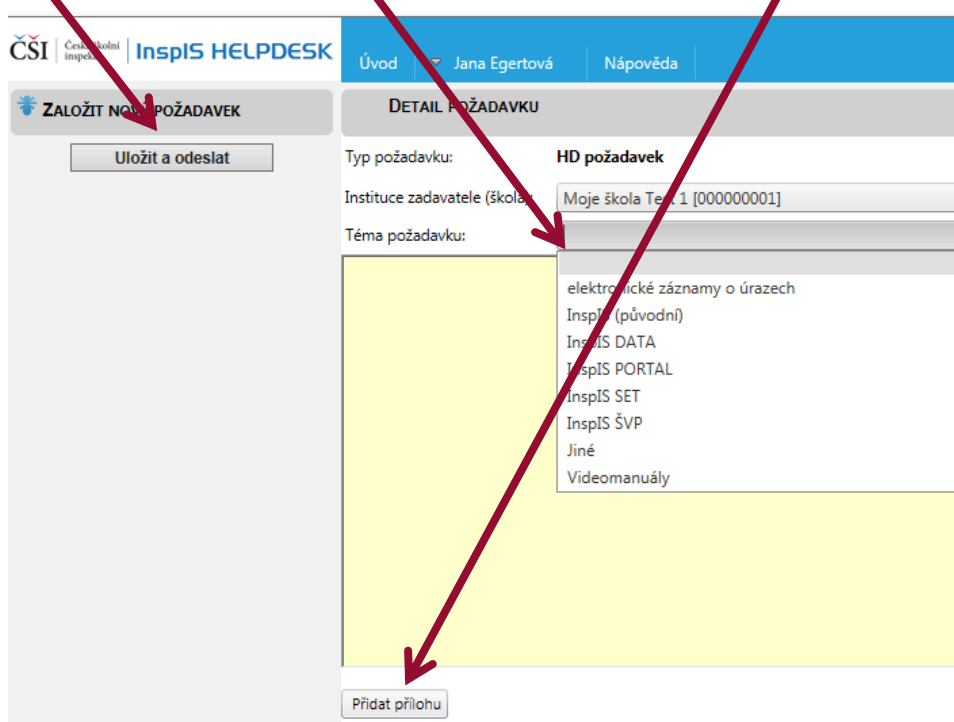 ČŠI Česká školní inspekce InspIS HELPDESK
Úvod Jana Egertová Nápověda
ZALOŽIT NOVÝ POŽADAVEK
DETAIL POŽADAVKU
Uložit a odeslat
Typ požadavku: HD požadavek
Instituce zadavatele (škola): Moje škola Test 1 [000000001]
Téma požadavku:
elektronické záznamy o úrazech
InspIS (původní)
InspIS DATA
InspIS PORTAL
InspIS SET
InspIS ŠVP
Jiné
Videomanuály
Přidat přílohu